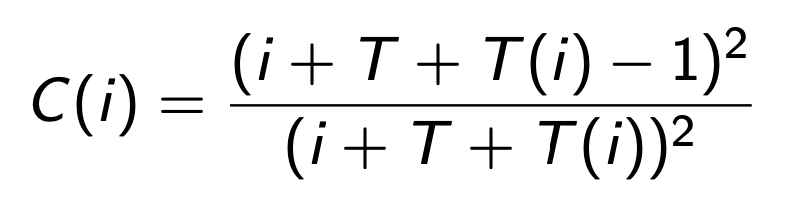 C(i) = (i + T + T(i) − 1)² / (i + T + T(i))²